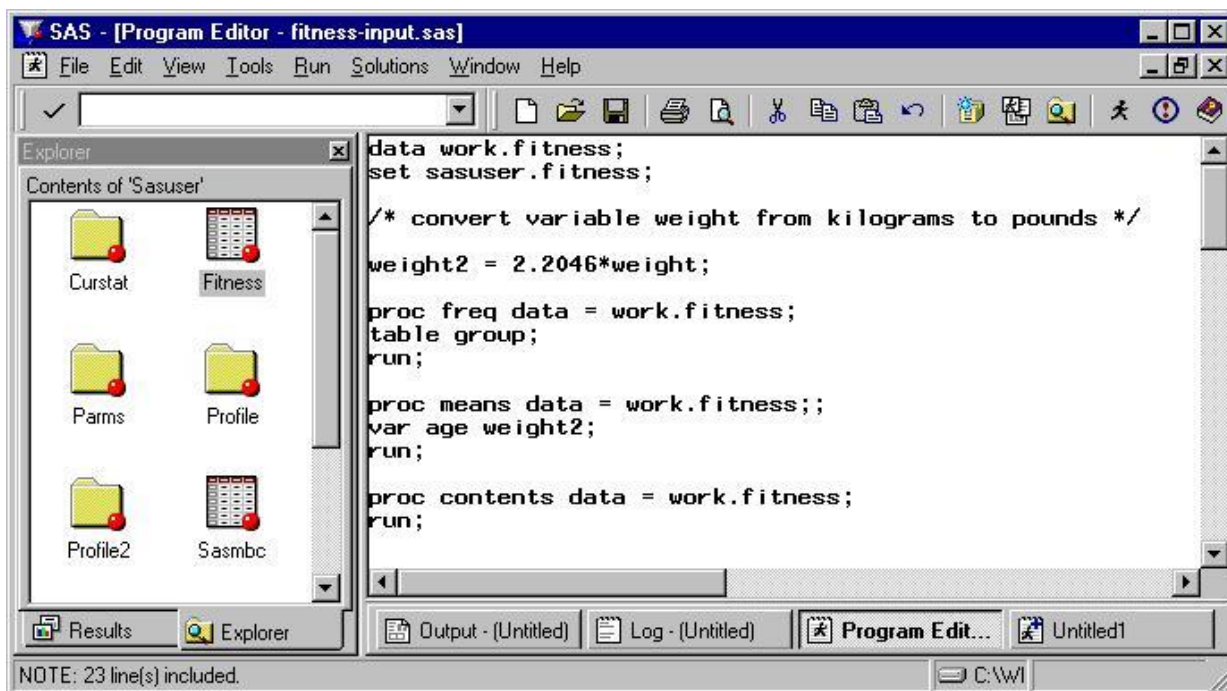 SAS - [Program Editor - fitness-input.sas]
File Edit View Tools Run Solutions Window Help
Explorer
Contents of 'Sasuser'
Curstat
Fitness
Parms
Profile
Profile2
Sasmbc
Results
Explorer
data work.fitness;
set sasuser.fitness;
/* convert variable weight from kilograms to pounds */
weight2 = 2.2046*weight;
proc freq data = work.fitness;
table group;
run;
proc means data = work.fitness;;
var age weight2;
run;
proc contents data = work.fitness;
run;
Output - (Untitled)
Log - (Untitled)
Program Edit...
Untitled1
NOTE: 23 line(s) included.
C:\WI